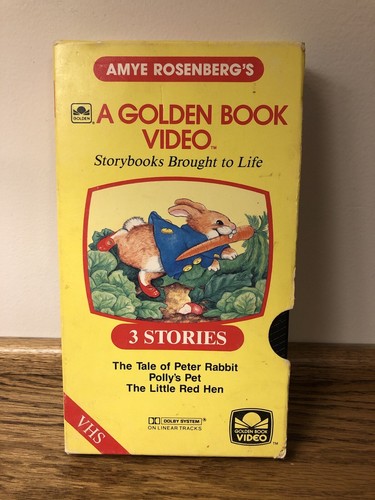 AMYE ROSENBERG'S
GOLDEN®
A GOLDEN BOOK
VIDEO™
Storybooks Brought to Life
3 STORIES
The Tale of Peter Rabbit
Polly's Pet
The Little Red Hen
VHS
DOLBY SYSTEM®
ON LINEAR TRACKS
GOLDEN BOOK
VIDEO™